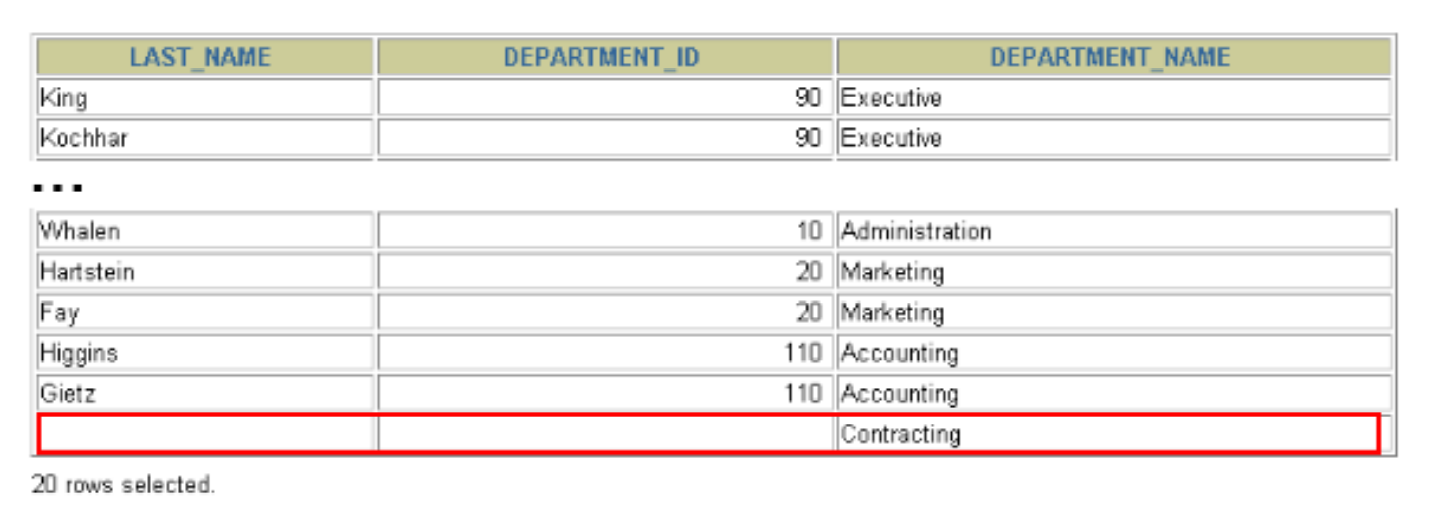 LAST_NAME DEPARTMENT_ID DEPARTMENT_NAME
King 90 Executive
Kochhar 90 Executive
...
Whalen 10 Administration
Hartstein 20 Marketing
Fay 20 Marketing
Higgins 110 Accounting
Gietz 110 Accounting
Contracting
20 rows selected.